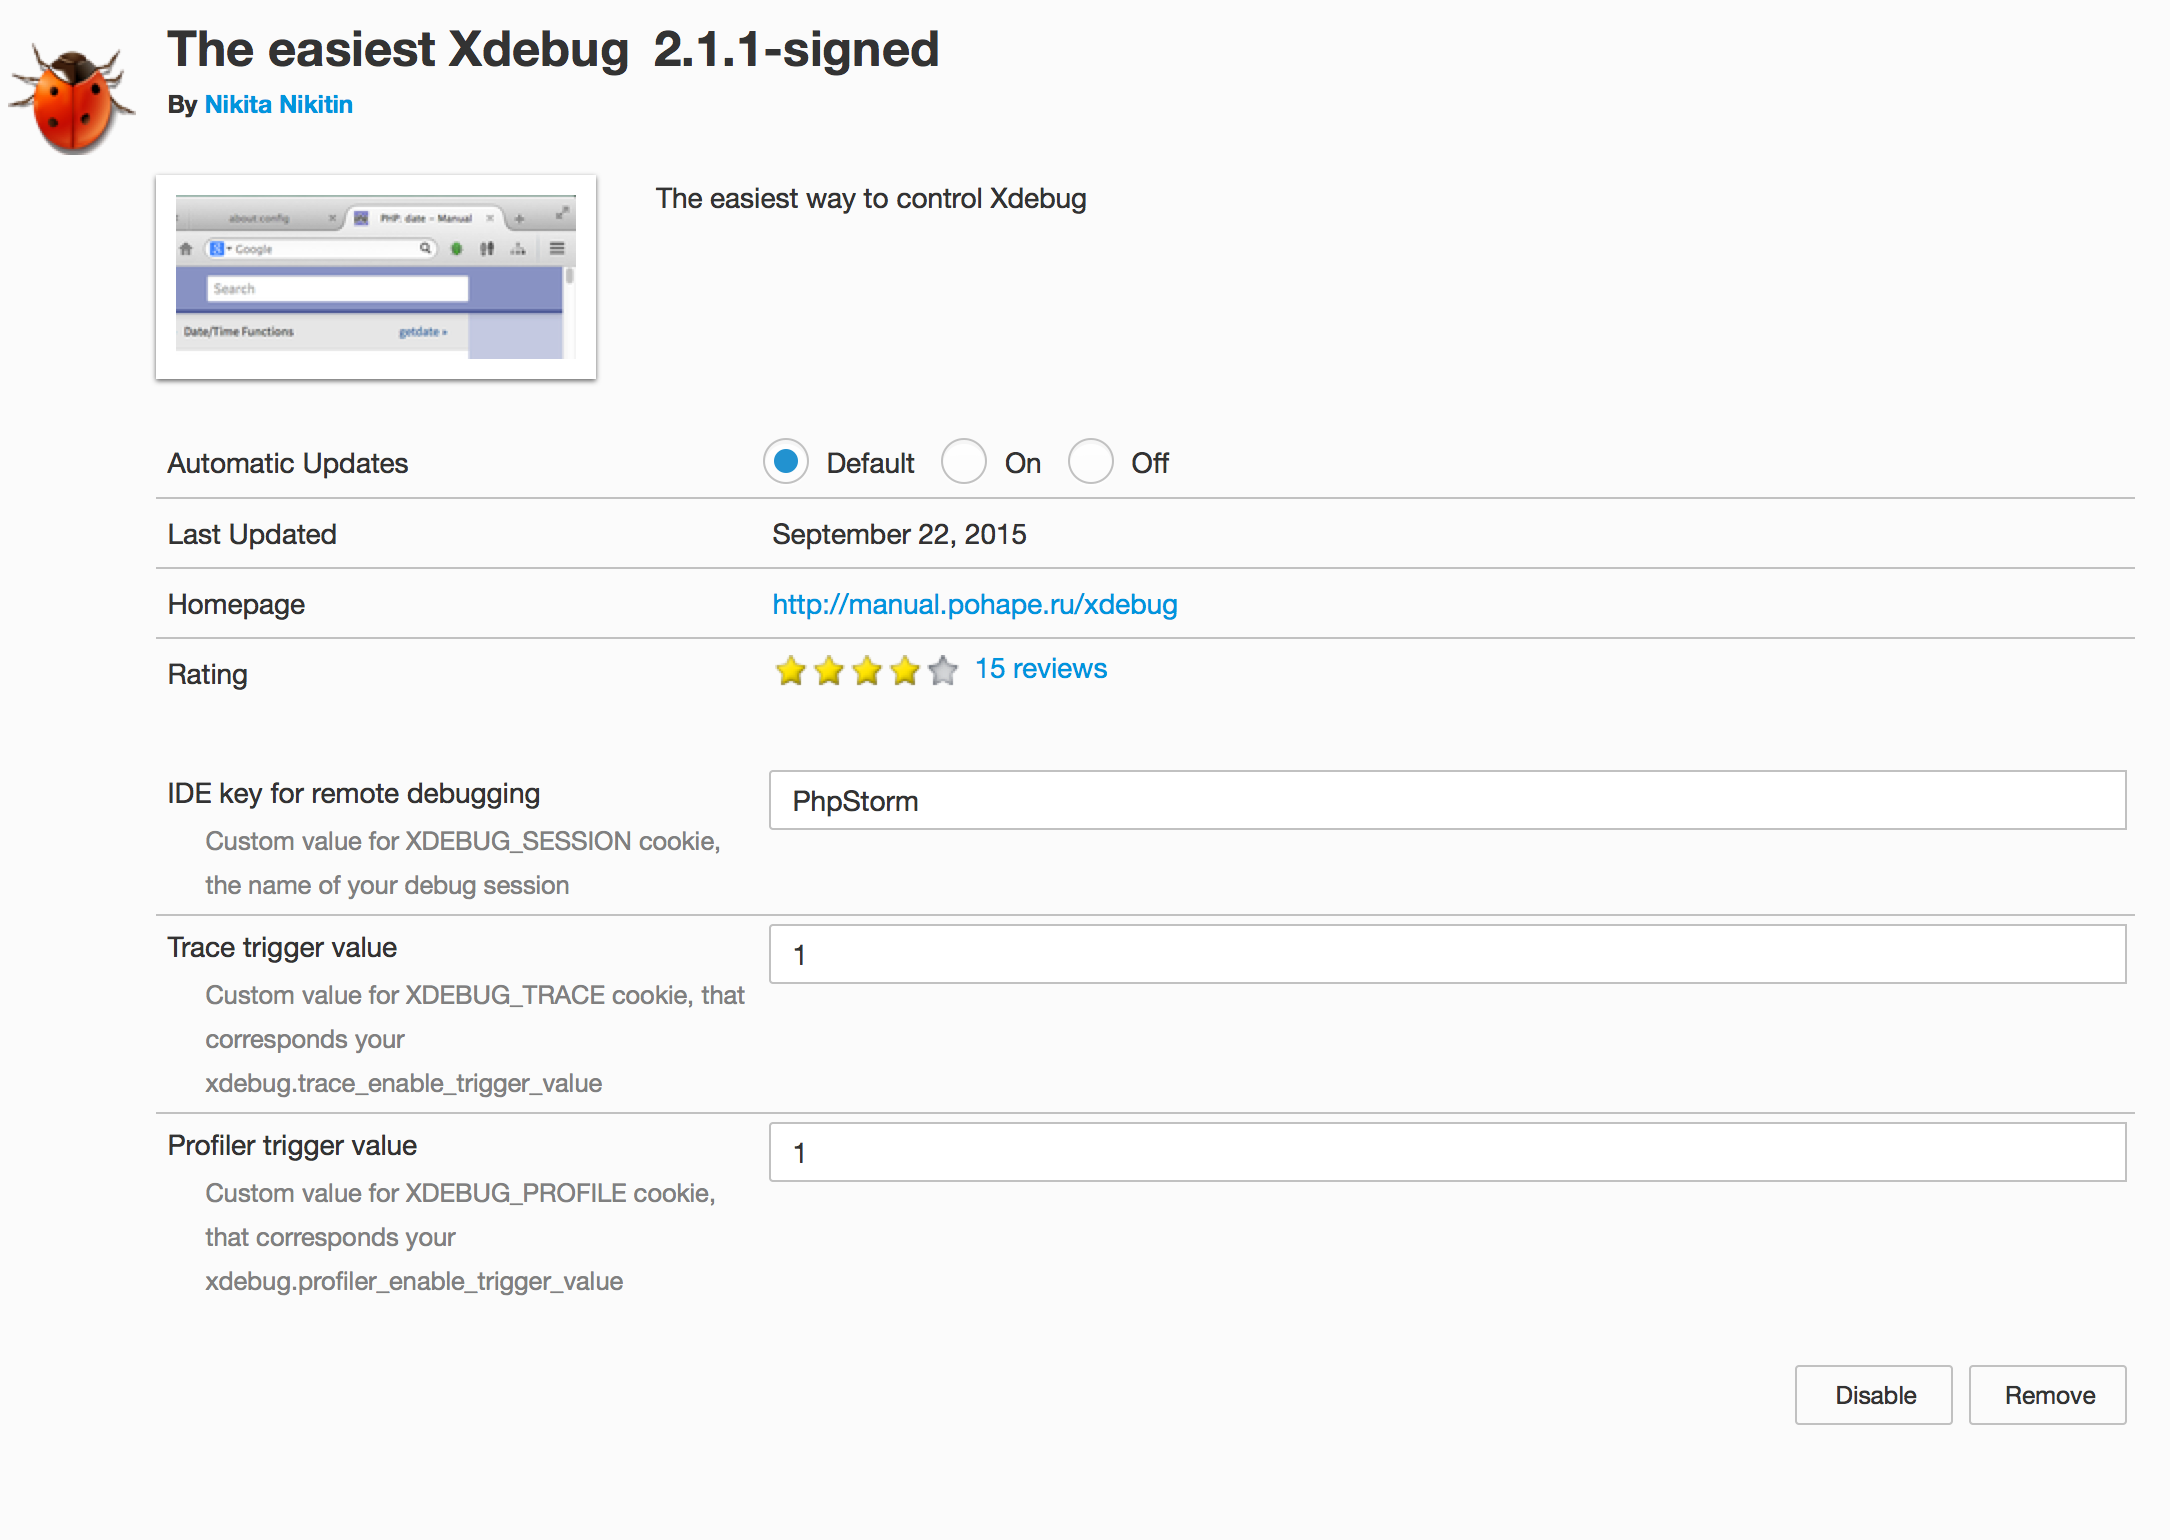 The easiest Xdebug 2.1.1-signed
By Nikita Nikitin
about:config
PHP: date – Manual
Google
Search
Date/Time Functions getdate »
The easiest way to control Xdebug
Automatic Updates Default On Off
Last Updated September 22, 2015
Homepage http://manual.pohape.ru/xdebug
Rating 15 reviews
IDE key for remote debugging PhpStorm
Custom value for XDEBUG_SESSION cookie,
the name of your debug session
Trace trigger value 1
Custom value for XDEBUG_TRACE cookie, that
corresponds your
xdebug.trace_enable_trigger_value
Profiler trigger value 1
Custom value for XDEBUG_PROFILE cookie,
that corresponds your
xdebug.profiler_enable_trigger_value
Disable Remove